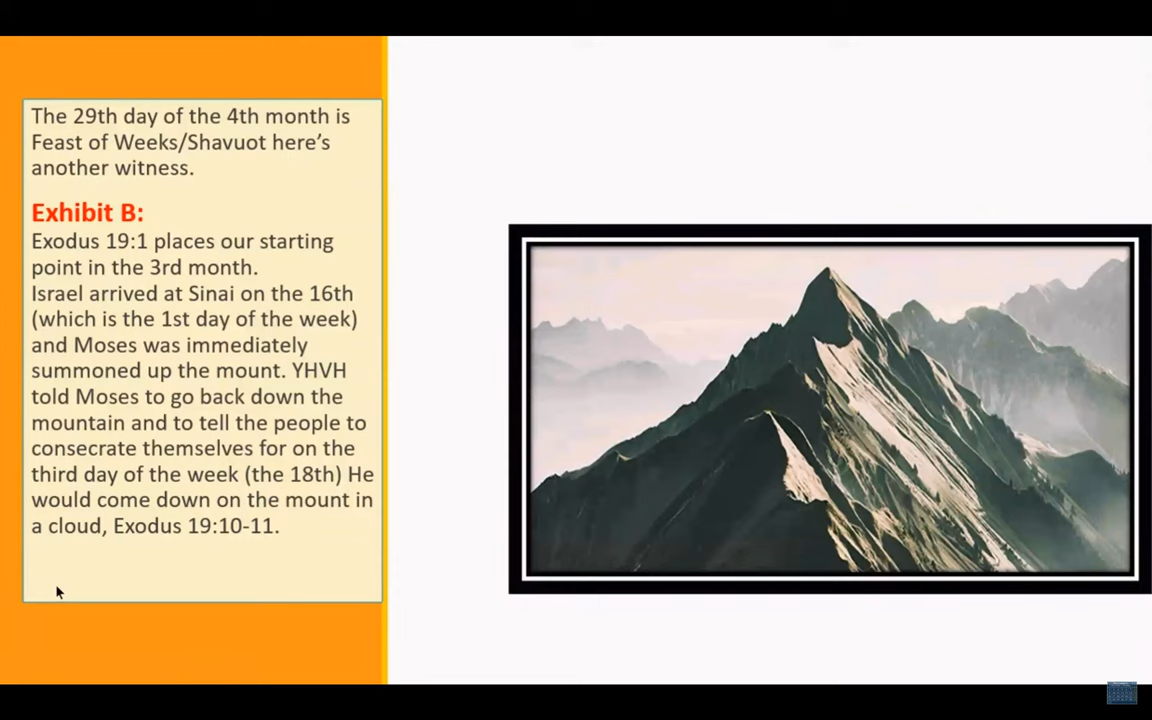 The 29th day of the 4th month is
Feast of Weeks/Shavuot here's
another witness.
Exhibit B:
Exodus 19:1 places our starting
point in the 3rd month.
Israel arrived at Sinai on the 16th
(which is the 1st day of the week)
and Moses was immediately
summoned up the mount. YHVH
told Moses to go back down the
mountain and to tell the people to
consecrate themselves for on the
third day of the week (the 18th) He
would come down on the mount in
a cloud, Exodus 19:10-11.